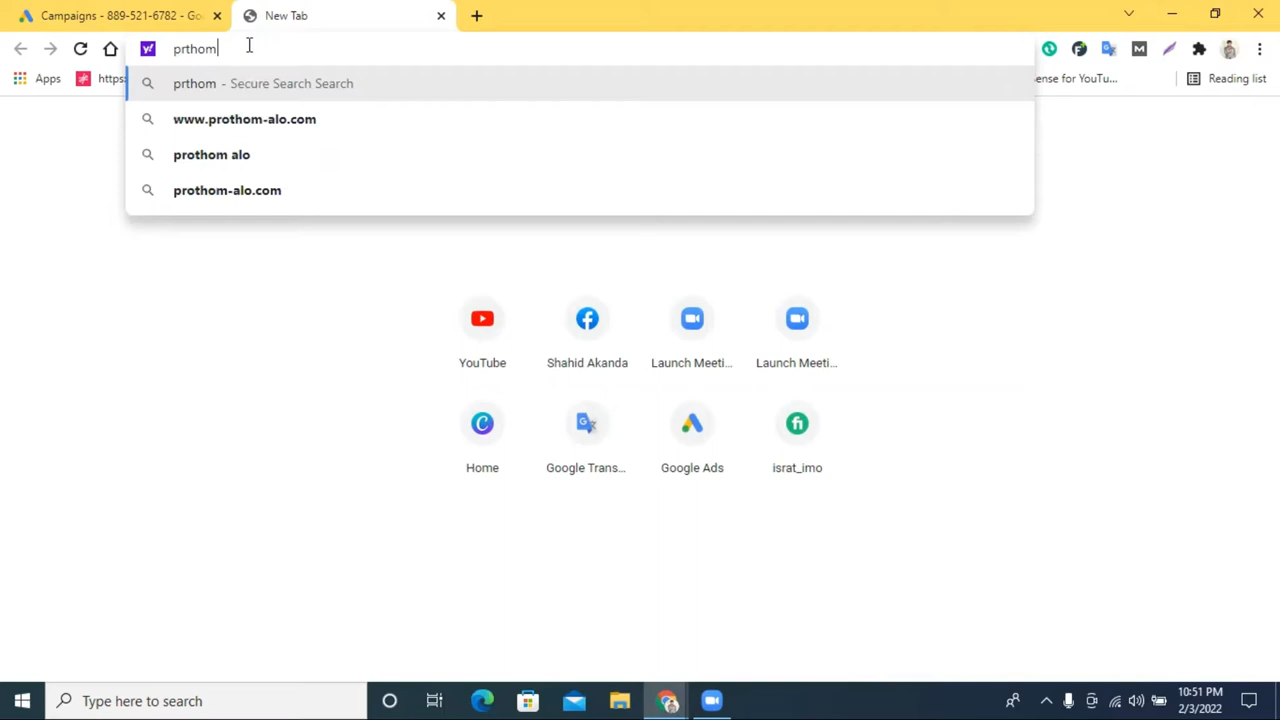 Campaigns - 889-521-6782 - Go
New Tab
y!
prthom
Apps
https:
ense for YouTu...
Reading list
prthom - Secure Search Search
www.prothom-alo.com
prothom alo
prothom-alo.com
YouTube
Shahid Akanda
Launch Meeti...
Launch Meeti...
Home
Google Trans...
Google Ads
israt_imo
Type here to search
10:51 PM
2/3/2022